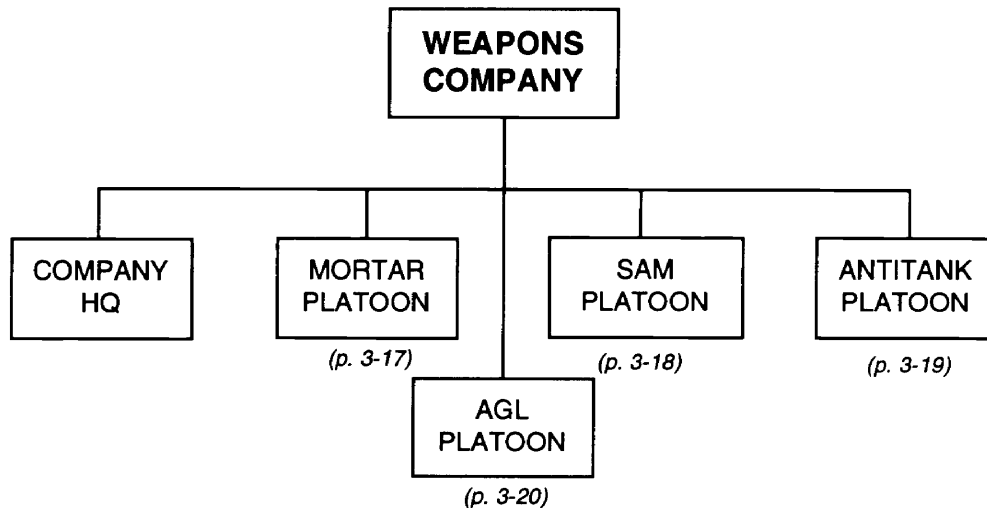 WEAPONS
COMPANY
COMPANY
HQ
MORTAR
PLATOON
(p. 3-17)
SAM
PLATOON
(p. 3-18)
ANTITANK
PLATOON
(p. 3-19)
AGL
PLATOON
(p. 3-20)